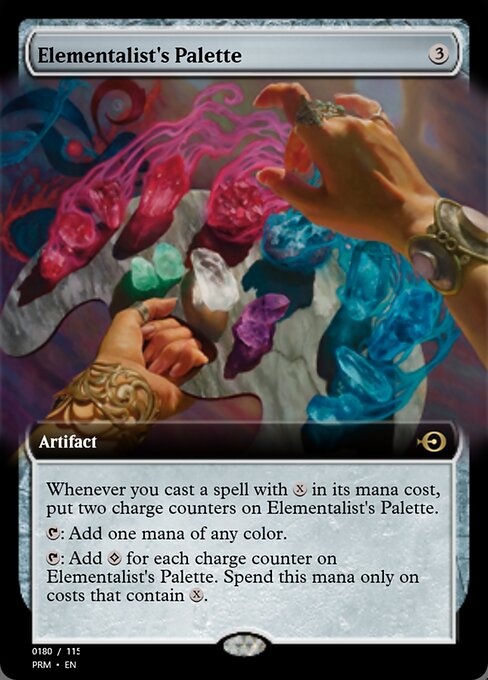 Elementalist's Palette 3
Artifact
Whenever you cast a spell with X in its mana cost,
put two charge counters on Elementalist's Palette.
: Add one mana of any color.
: Add for each charge counter on
Elementalist's Palette. Spend this mana only on
costs that contain X.
0180 / 115
PRM • EN